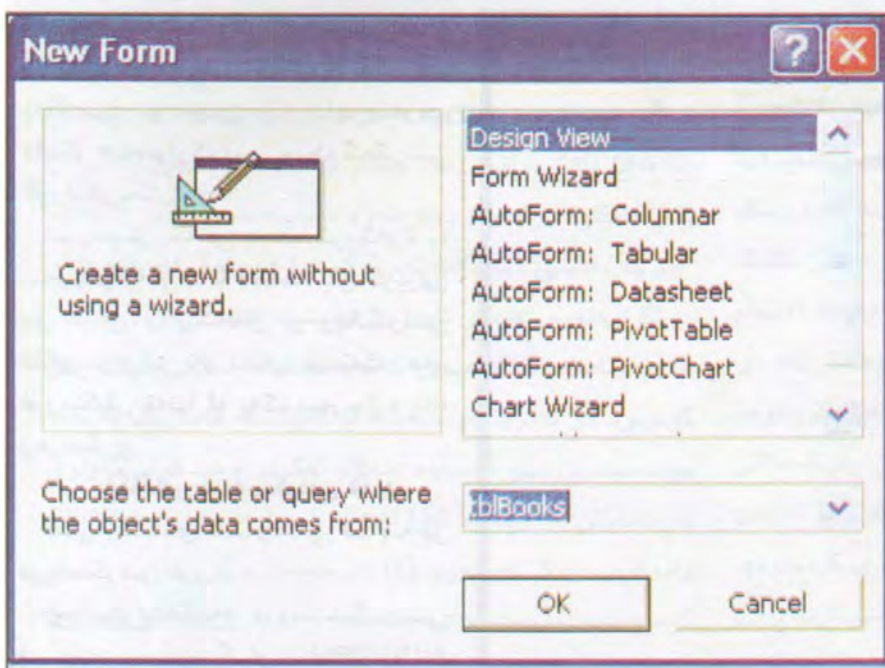 New Form
Design View
Form Wizard
AutoForm: Columnar
AutoForm: Tabular
AutoForm: Datasheet
AutoForm: PivotTable
AutoForm: PivotChart
Chart Wizard
Create a new form without
using a wizard.
Choose the table or query where
the object's data comes from:
tblBooks
OK
Cancel